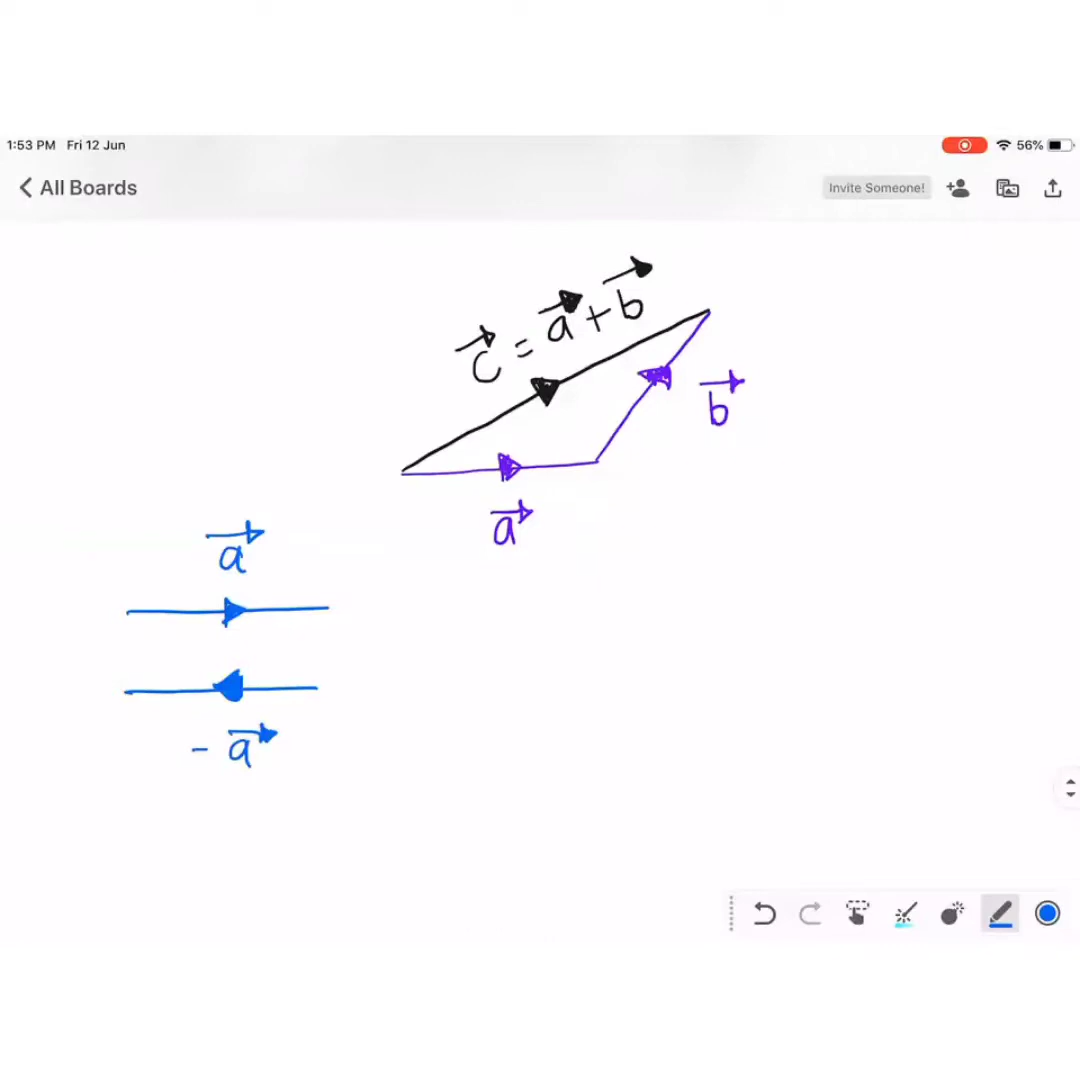 1:53 PM Fri 12 Jun
56%
All Boards
Invite Someone!
c⃗ = a⃗ + b⃗
b⃗
a⃗
a⃗
- a⃗